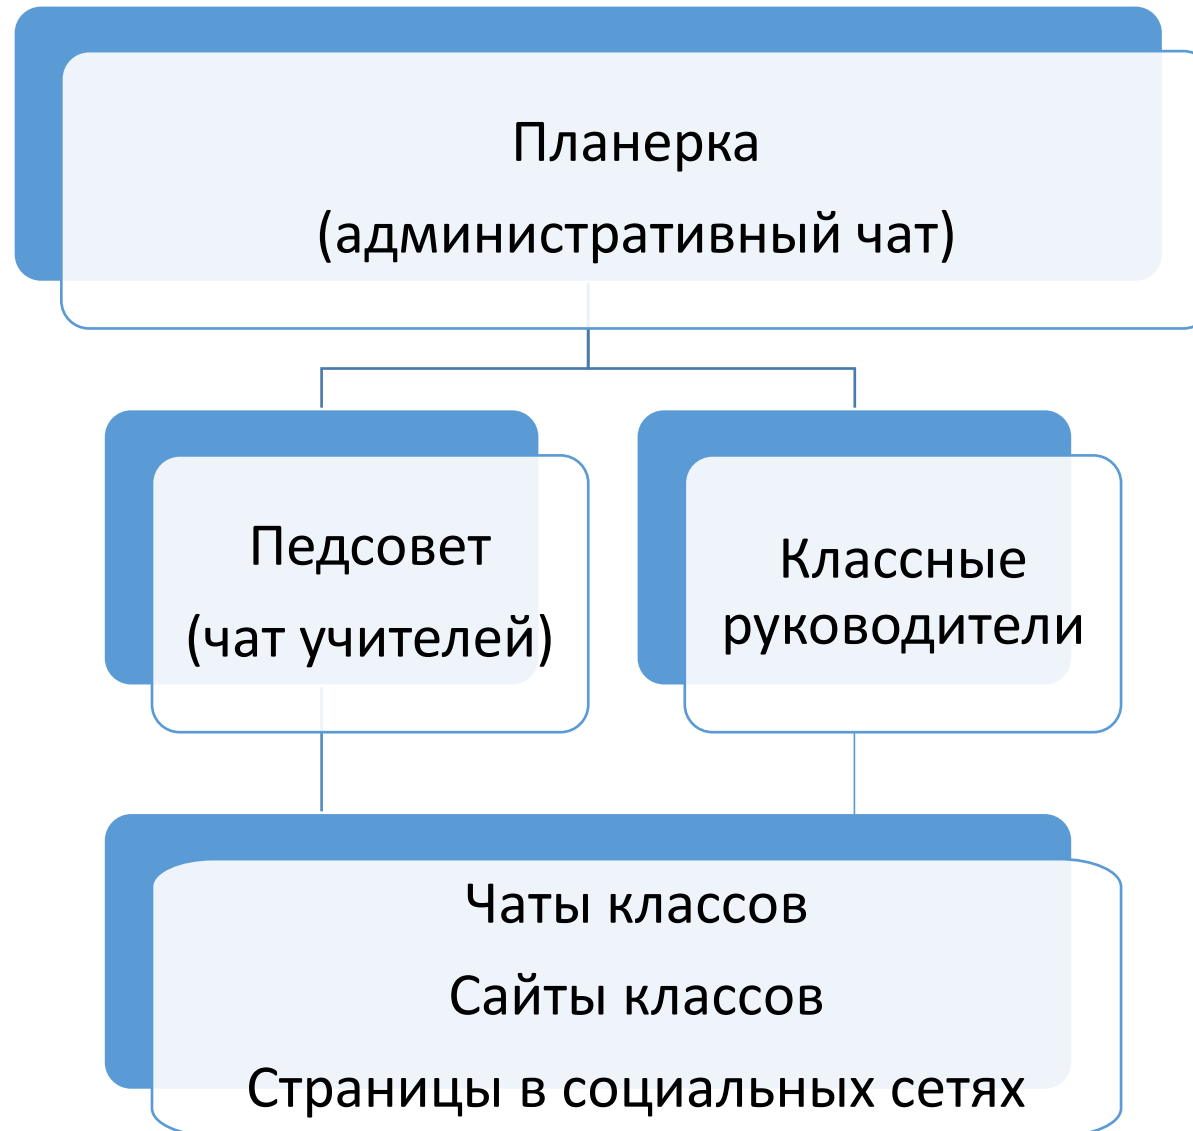 Планерка
(административный чат)
Педсовет
(чат учителей)
Классные
руководители
Чаты классов
Сайты классов
Страницы в социальных сетях